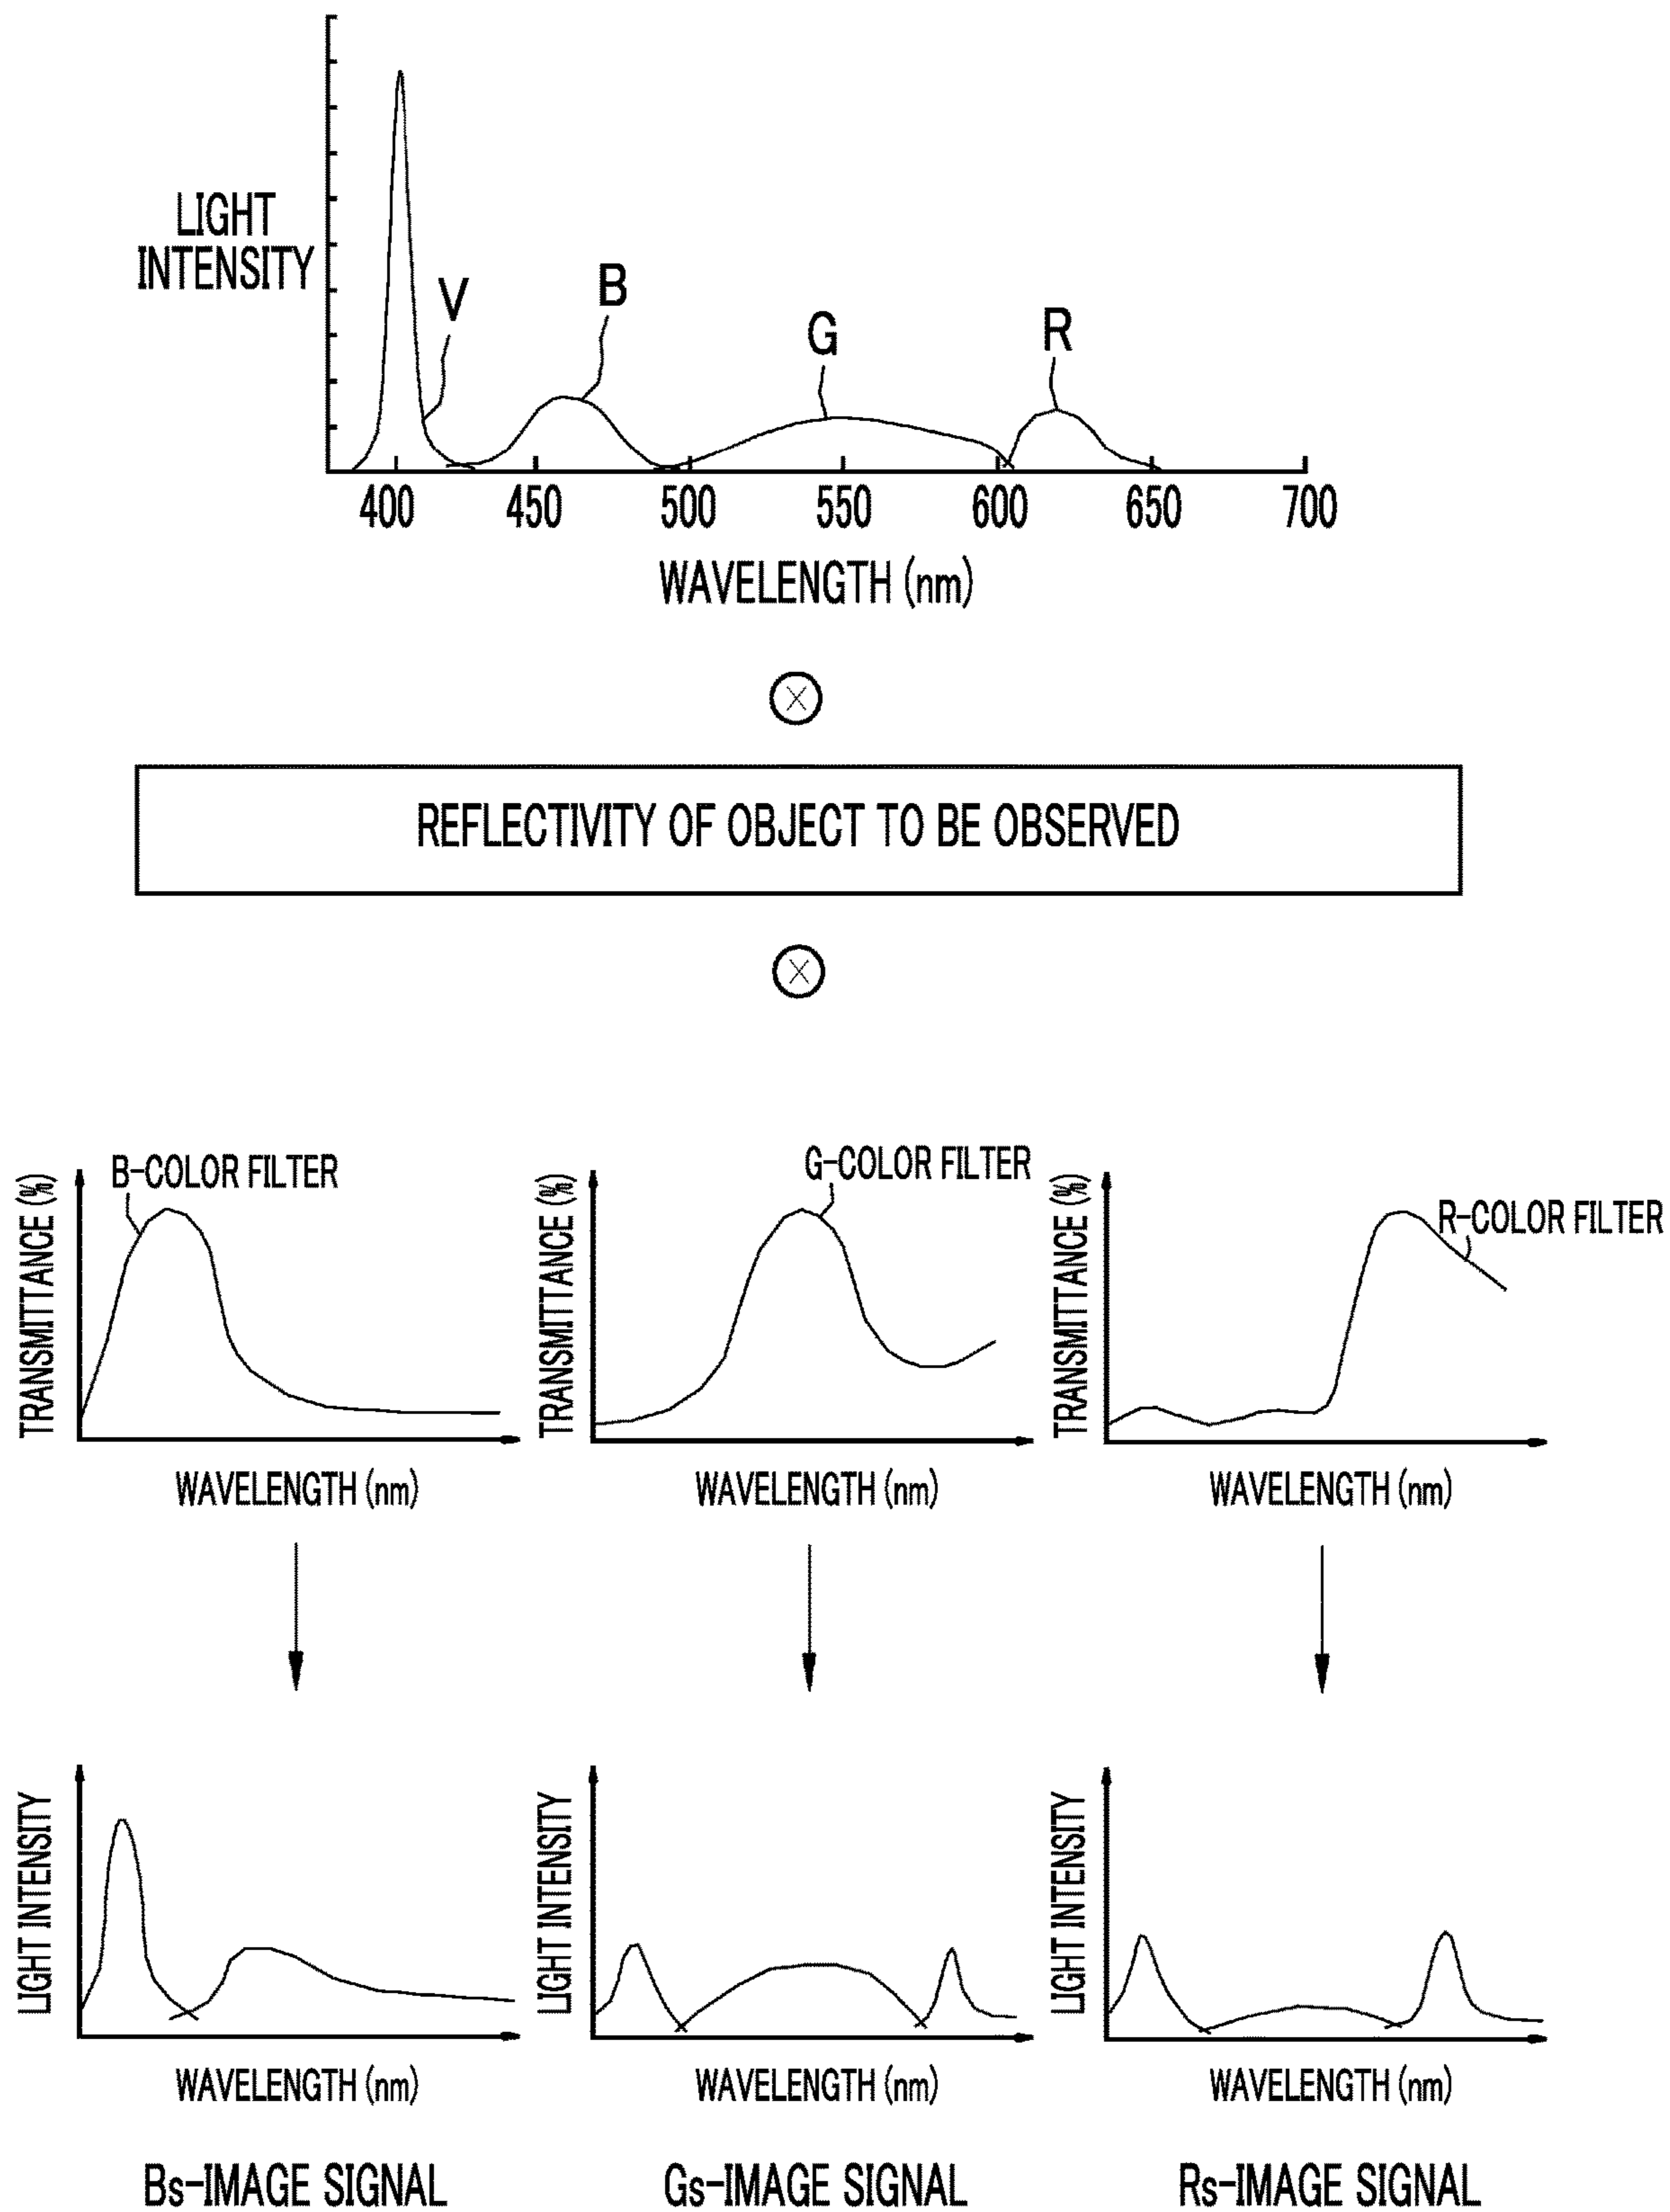 LIGHT
INTENSITY
V
B
G
R
400 450 500 550 600 650 700
WAVELENGTH (nm)
REFLECTIVITY OF OBJECT TO BE OBSERVED
B-COLOR FILTER
TRANSMITTANCE (%)
WAVELENGTH (nm)
G-COLOR FILTER
TRANSMITTANCE (%)
WAVELENGTH (nm)
R-COLOR FILTER
TRANSMITTANCE (%)
WAVELENGTH (nm)
LIGHT INTENSITY
WAVELENGTH (nm)
Bs-IMAGE SIGNAL
LIGHT INTENSITY
WAVELENGTH (nm)
Gs-IMAGE SIGNAL
LIGHT INTENSITY
WAVELENGTH (nm)
Rs-IMAGE SIGNAL